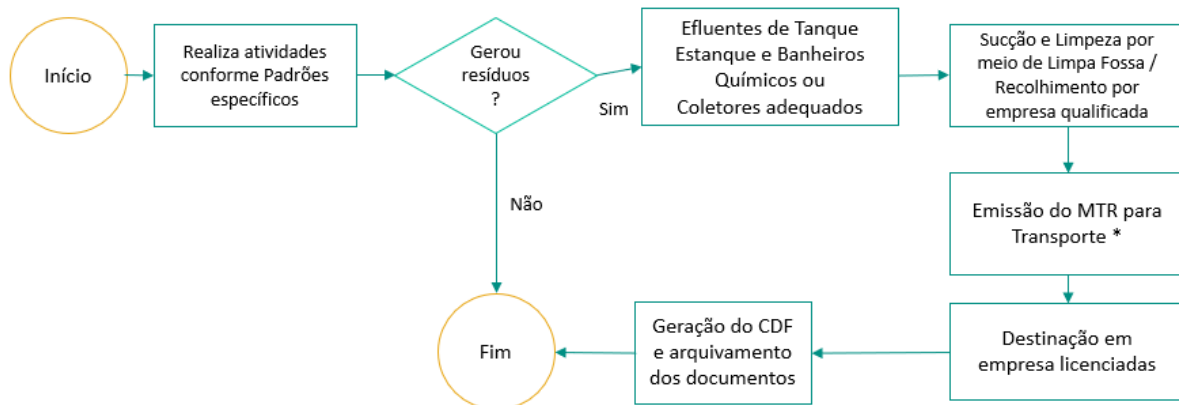 Início
Realiza atividades
conforme Padrões
específicos
Gerou
resíduos
?
Sim
Efluentes de Tanque
Estanque e Banheiros
Químicos ou
Coletores adequados
Sucção e Limpeza por
meio de Limpa Fossa /
Recolhimento por
empresa qualificada
Não
Emissão do MTR para
Transporte *
Destinação em
empresa licenciadas
Geração do CDF
e arquivamento
dos documentos
Fim